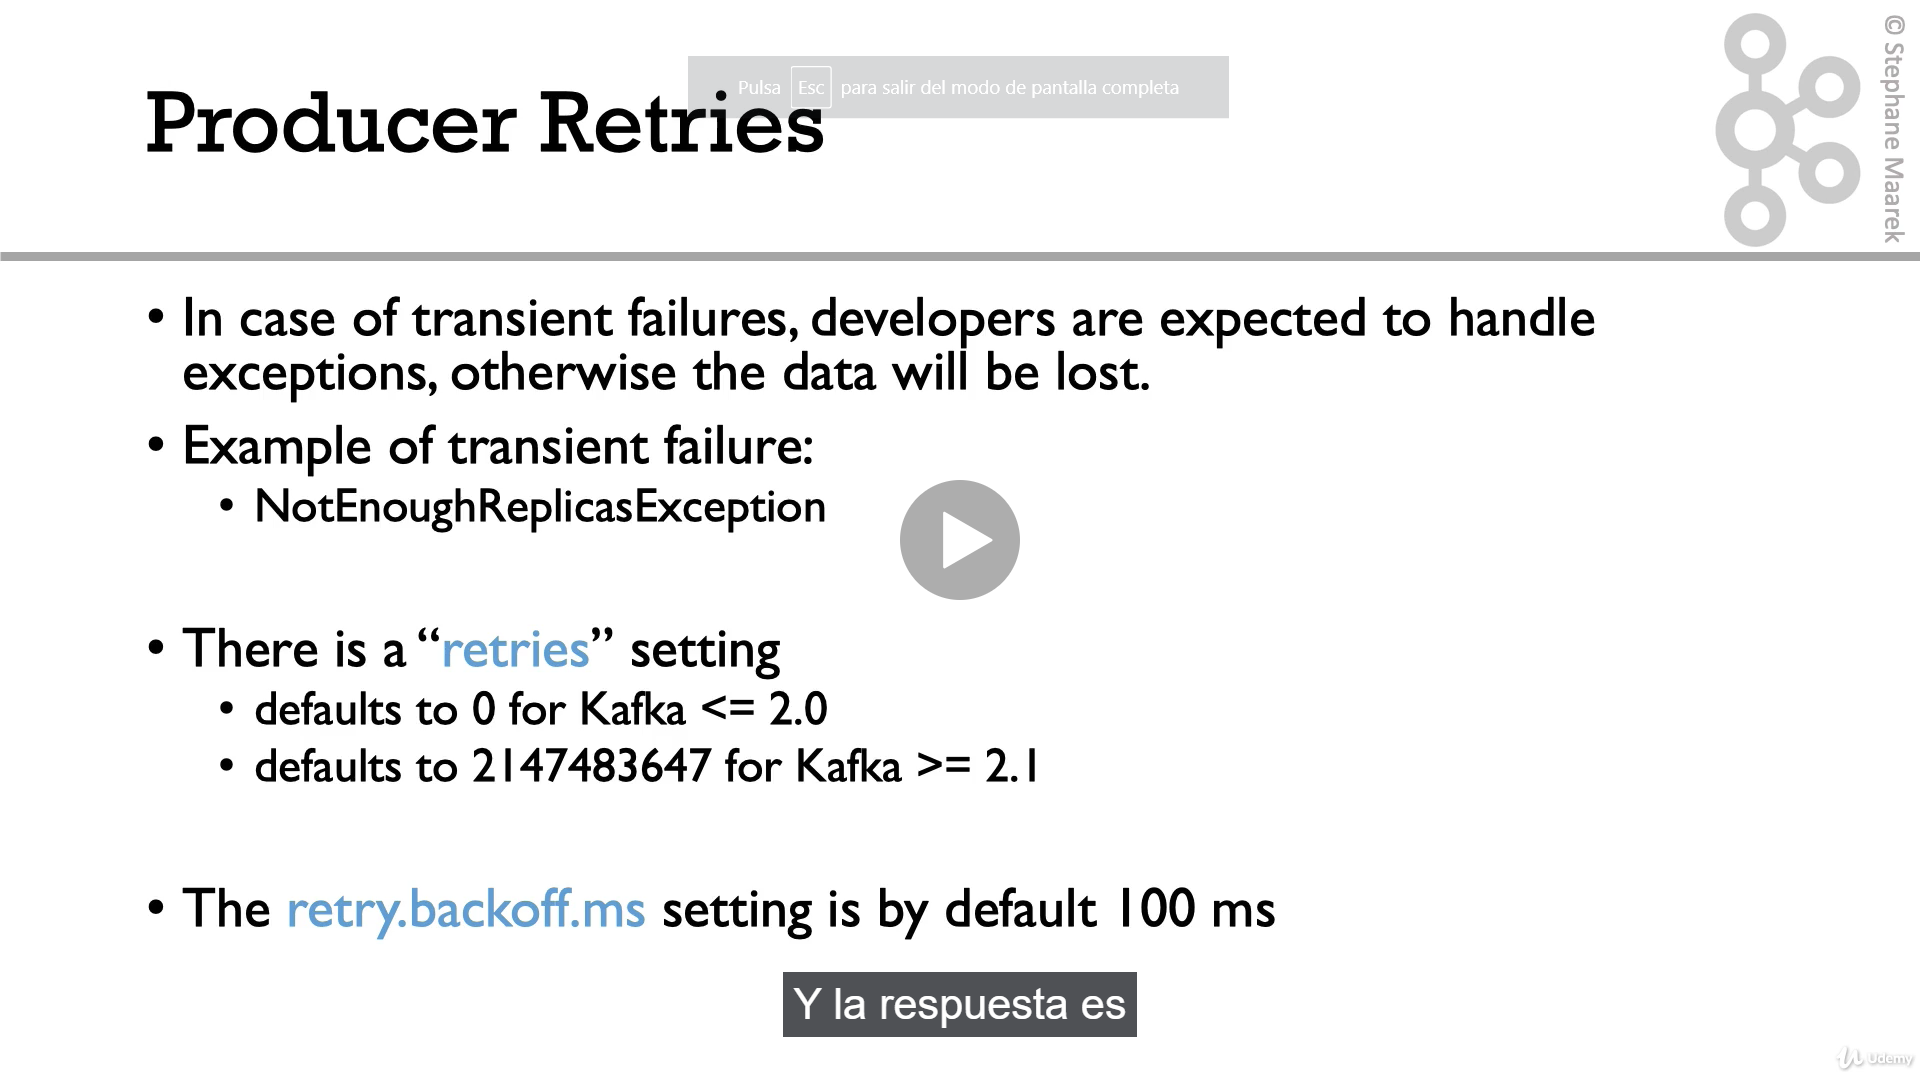 Pulsa Esc para salir del modo de pantalla completa
Producer Retries
© Stephane Maarek
• In case of transient failures, developers are expected to handle
exceptions, otherwise the data will be lost.
• Example of transient failure:
• NotEnoughReplicasException
• There is a “retries” setting
• defaults to 0 for Kafka <= 2.0
• defaults to 2147483647 for Kafka >= 2.1
• The retry.backoff.ms setting is by default 100 ms
Y la respuesta es
Udemy